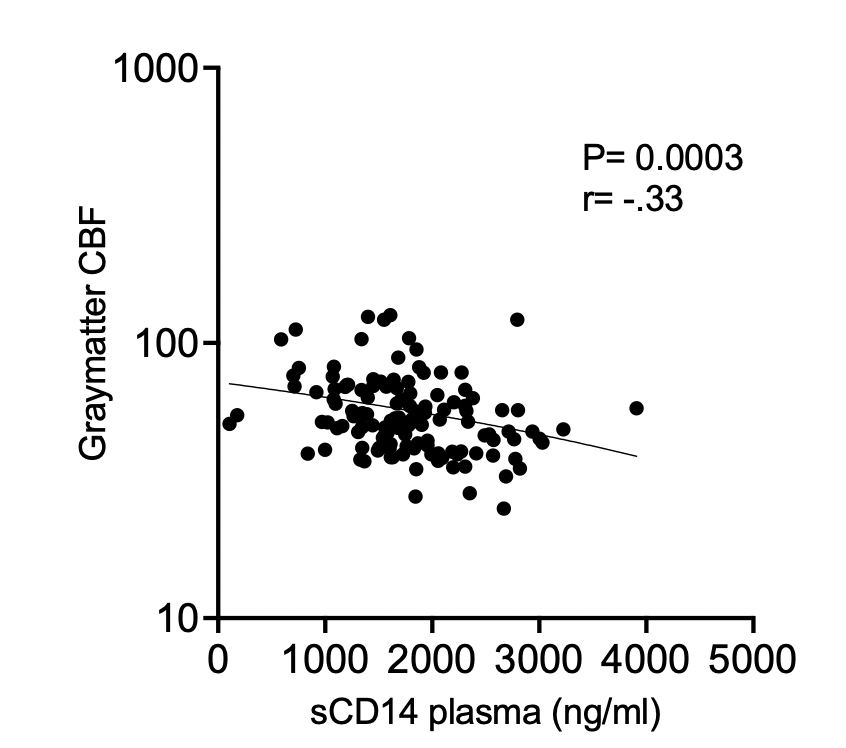 1000
P= 0.0003
r= -.33
Graymatter CBF
100
10
0 1000 2000 3000 4000 5000
sCD14 plasma (ng/ml)